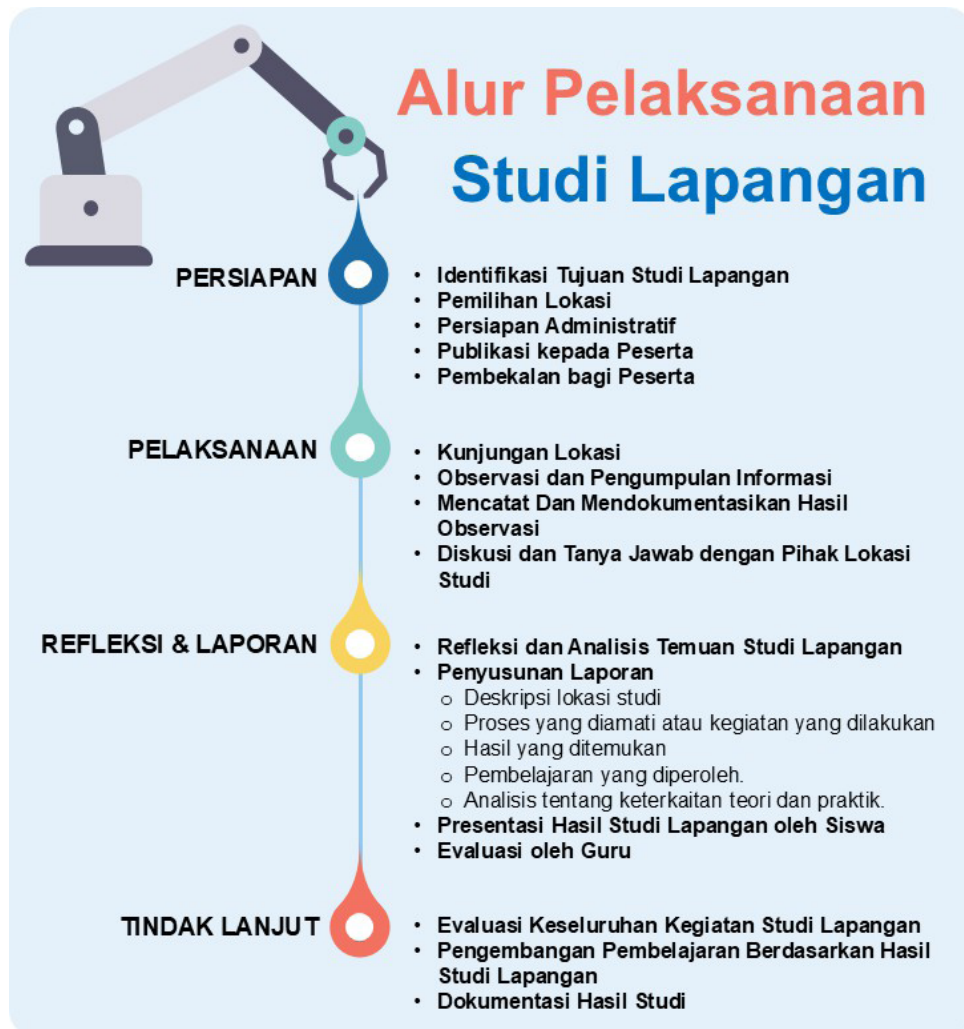 Alur Pelaksanaan
Studi Lapangan
PERSIAPAN
• Identifikasi Tujuan Studi Lapangan
• Pemilihan Lokasi
• Persiapan Administratif
• Publikasi kepada Peserta
• Pembekalan bagi Peserta
PELAKSANAAN
• Kunjungan Lokasi
• Observasi dan Pengumpulan Informasi
• Mencatat Dan Mendokumentasikan Hasil
Observasi
• Diskusi dan Tanya Jawab dengan Pihak Lokasi
Studi
REFLEKSI & LAPORAN
• Refleksi dan Analisis Temuan Studi Lapangan
• Penyusunan Laporan
o Deskripsi lokasi studi
o Proses yang diamati atau kegiatan yang dilakukan
o Hasil yang ditemukan
o Pembelajaran yang diperoleh.
o Analisis tentang keterkaitan teori dan praktik.
• Presentasi Hasil Studi Lapangan oleh Siswa
• Evaluasi oleh Guru
TINDAK LANJUT
• Evaluasi Keseluruhan Kegiatan Studi Lapangan
• Pengembangan Pembelajaran Berdasarkan Hasil
Studi Lapangan
• Dokumentasi Hasil Studi